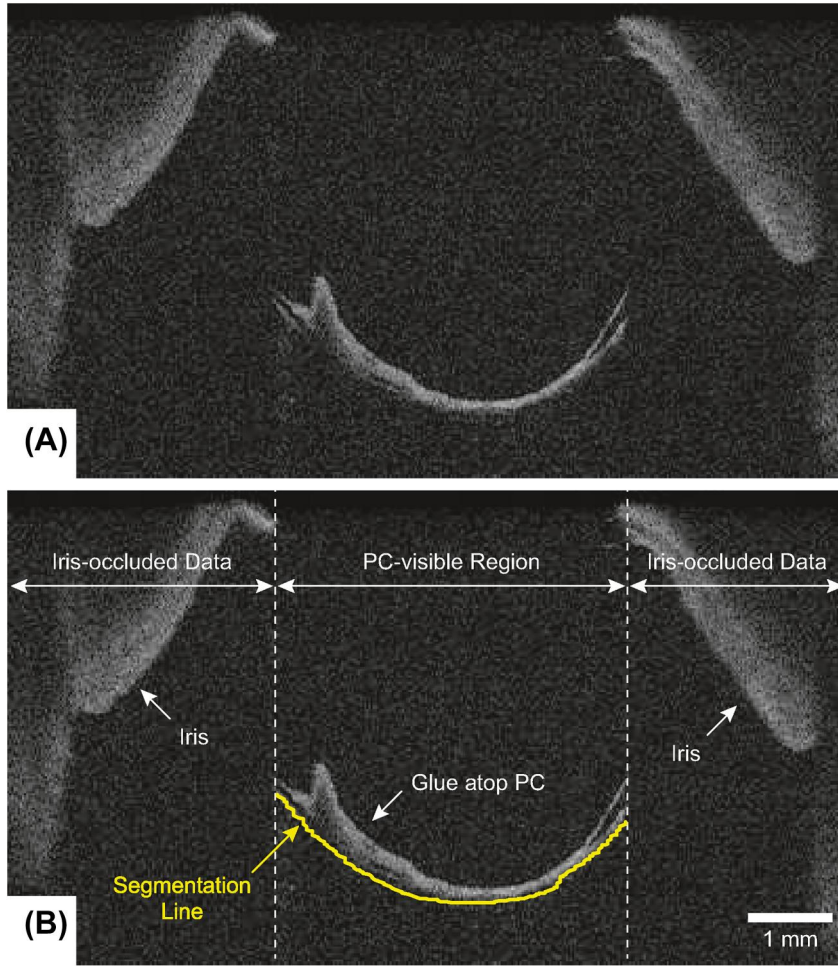 (A)
Iris-occluded Data
PC-visible Region
Iris-occluded Data
Iris
Iris
Glue atop PC
Segmentation
Line
(B)
1 mm